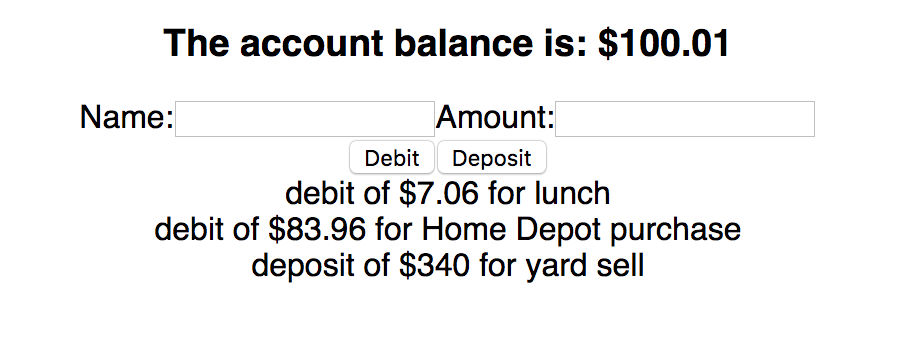 The account balance is: $100.01
Name: Amount:
Debit Deposit
debit of $7.06 for lunch
debit of $83.96 for Home Depot purchase
deposit of $340 for yard sell